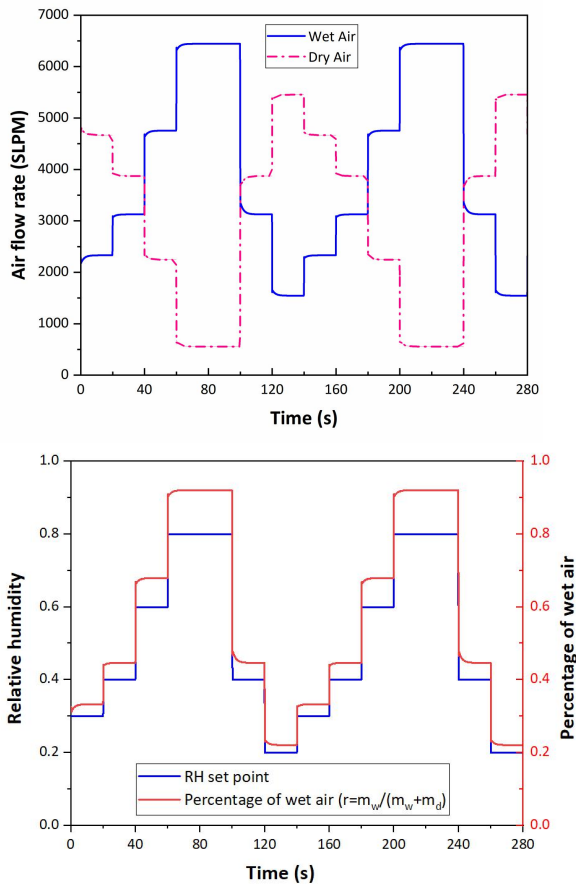 7000
6000
5000
4000
3000
2000
1000
0
Air flow rate (SLPM)
Wet Air
Dry Air
0 40 80 120 160 200 240 280
Time (s)
1.0
0.8
0.6
0.4
0.2
0.0
Relative humidity
1.0
0.8
0.6
0.4
0.2
0.0
Percentage of wet air
RH set point
Percentage of wet air (r=m_w/(m_w+m_d)
0 40 80 120 160 200 240 280
Time (s)